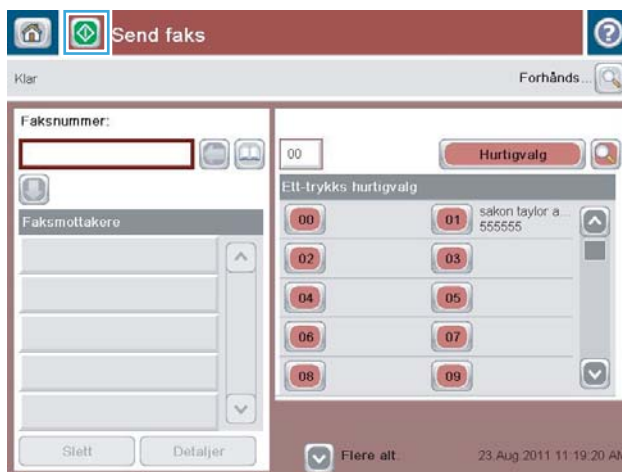 Send faks
Klar
Forhånds...
Faksnummer:
00
Hurtigvalg
Ett-trykks hurtigvalg
Faksmottakere
00
01 sakon taylor a...
555555
02
03
04
05
06
07
08
09
Slett
Detaljer
Flere alt.
23.Aug 2011 11:19:20 AM